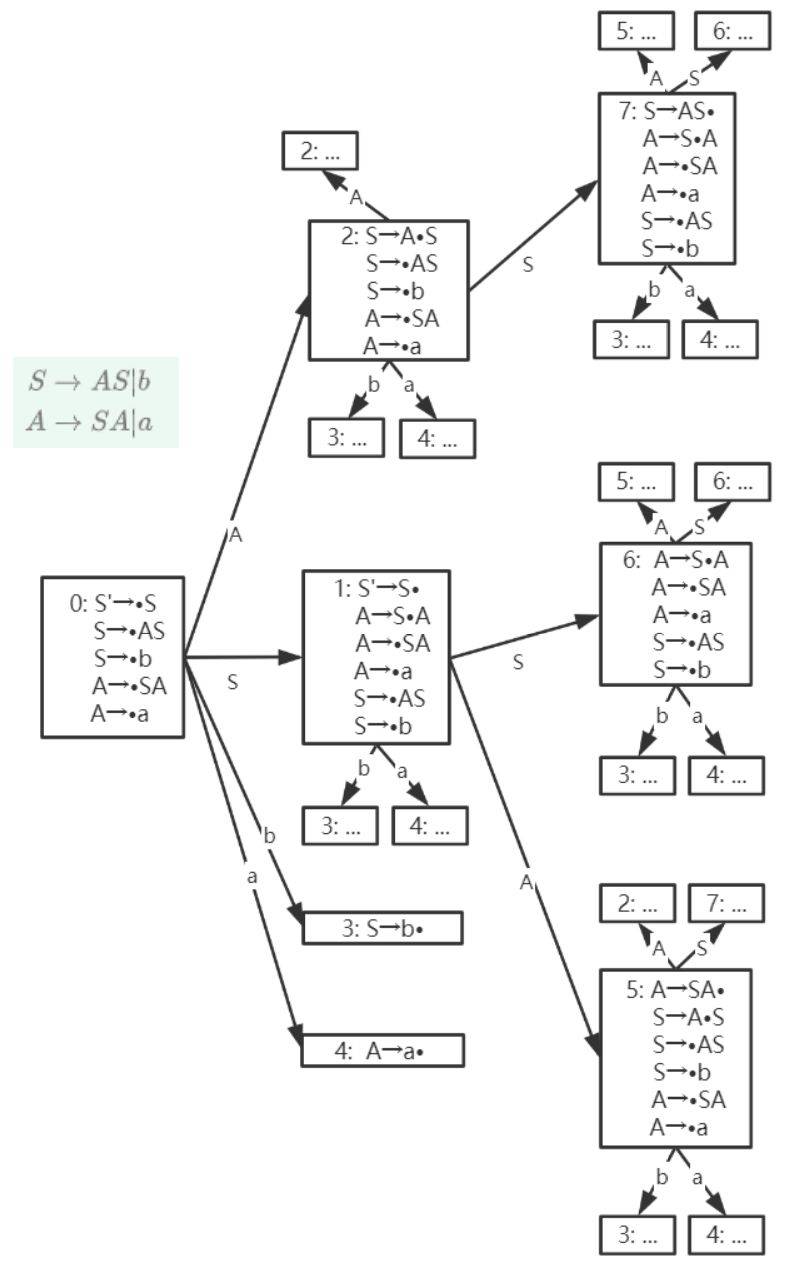 5: ...
6: ...
A
S
7: S→AS•
A→S•A
A→•SA
A→•a
S→•AS
S→•b
b
a
3: ...
4: ...
2: ...
A
2: S→A•S
S→•AS
S→•b
A→•SA
A→•a
S
b
a
3: ...
4: ...
S → AS|b
A → SA|a
A
0: S'→•S
S→•AS
S→•b
A→•SA
A→•a
S
b
a
1: S'→S•
A→S•A
A→•SA
A→•a
S→•AS
S→•b
b
a
3: ...
4: ...
S
A
5: ...
6: ...
A
S
6: A→S•A
A→•SA
A→•a
S→•AS
S→•b
b
a
3: ...
4: ...
3: S→b•
4: A→a•
2: ...
7: ...
A
S
5: A→SA•
S→A•S
S→•AS
S→•b
A→•SA
A→•a
b
a
3: ...
4: ...